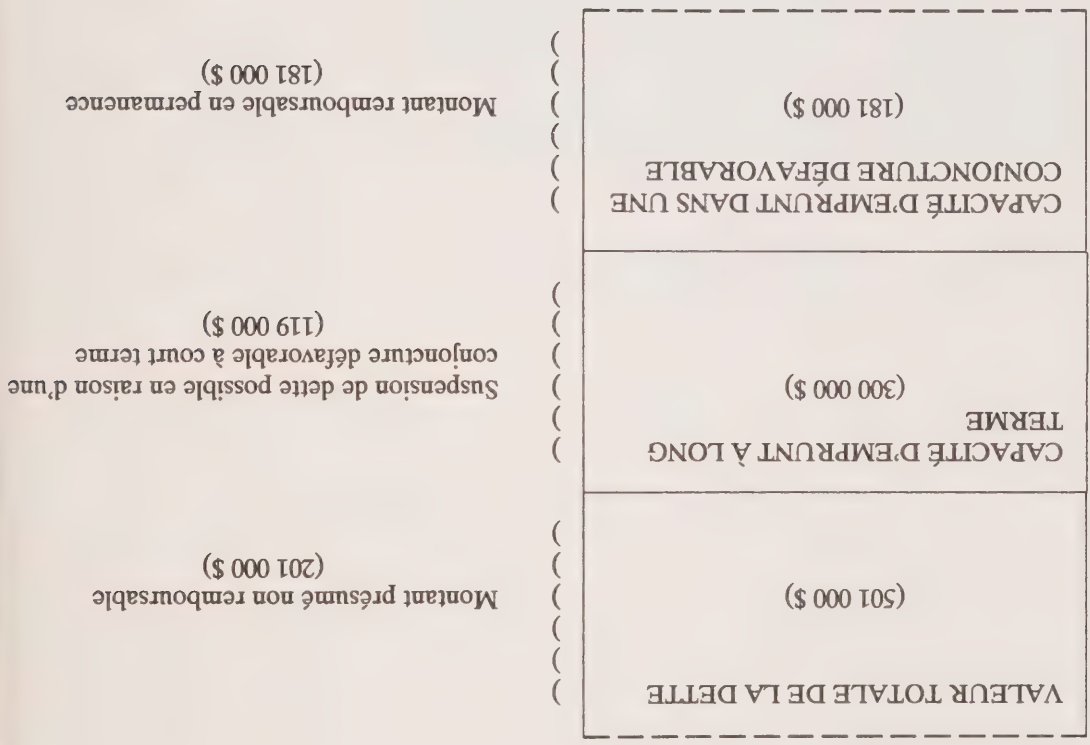 VALEUR TOTALE DE LA DETTE
(501 000 $)
Montant présumé non remboursable
(201 000 $)
CAPACITÉ D'EMPRUNT À LONG
TERME
(300 000 $)
Suspension de dette possible en raison d'une
conjoncture défavorable à court terme
(119 000 $)
CAPACITÉ D'EMPRUNT DANS UNE
CONJONCTURE DÉFAVORABLE
(181 000 $)
Montant remboursable en permanence
(181 000 $)